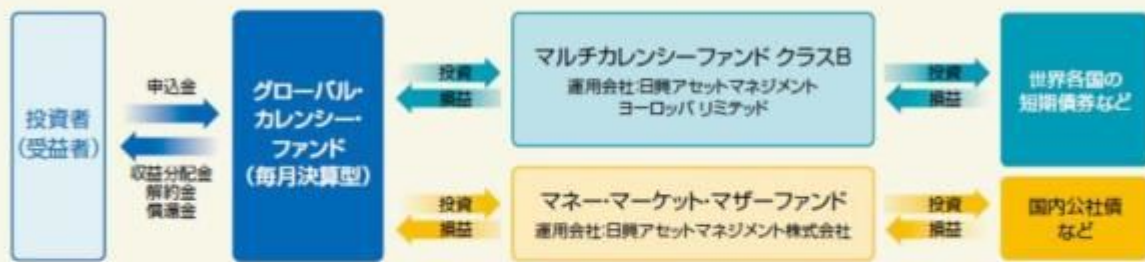 投資者
(受益者)
申込金
収益分配金
解約金
償還金
グローバル・
カレンシー・
ファンド
(毎月決算型)
投資
損益
マルチカレンシーファンド クラスB
運用会社:日興アセットマネジメント
ヨーロッパ リミテッド
投資
損益
世界各国の
短期債券など
投資
損益
マネー・マーケット・マザーファンド
運用会社:日興アセットマネジメント株式会社
投資
損益
国内公社債
など